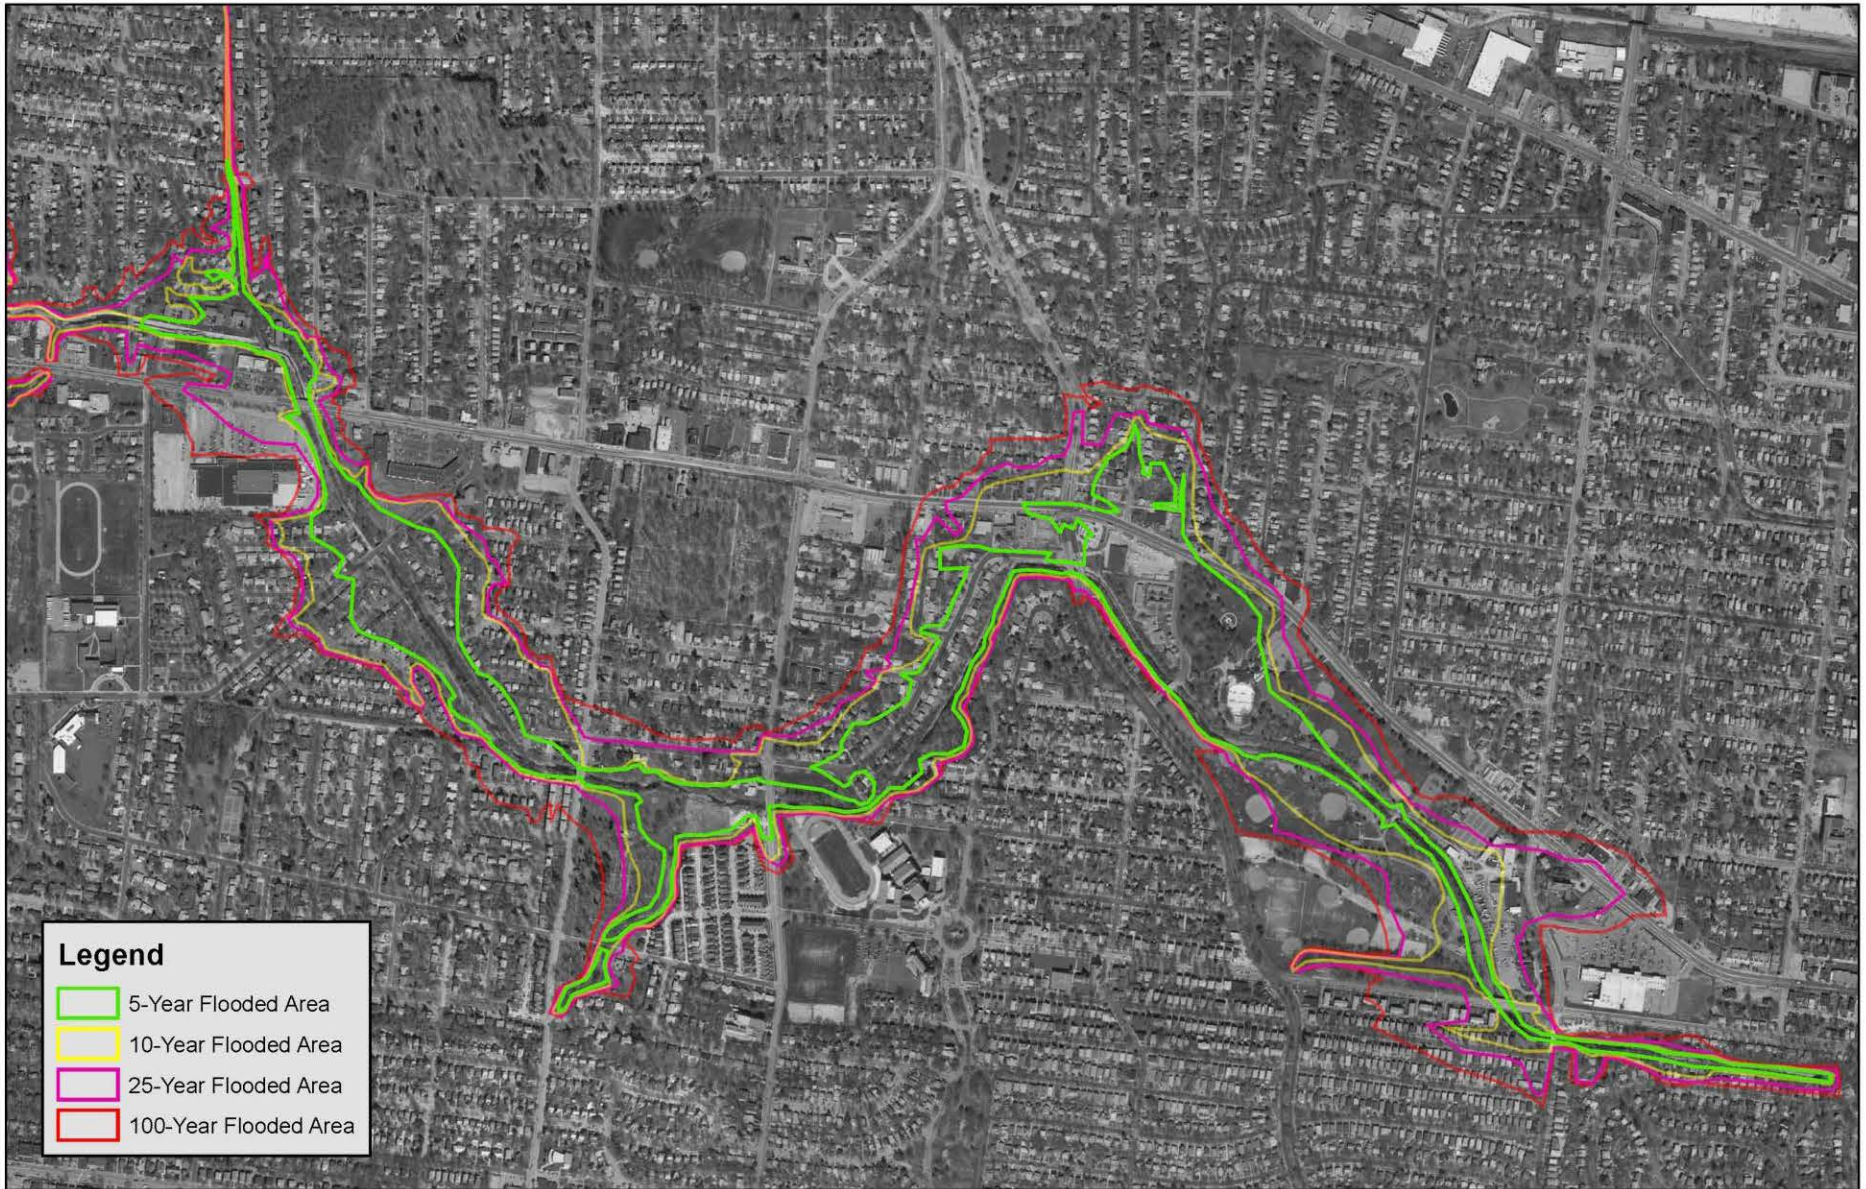 Legend
5-Year Flooded Area
10-Year Flooded Area
25-Year Flooded Area
100-Year Flooded Area